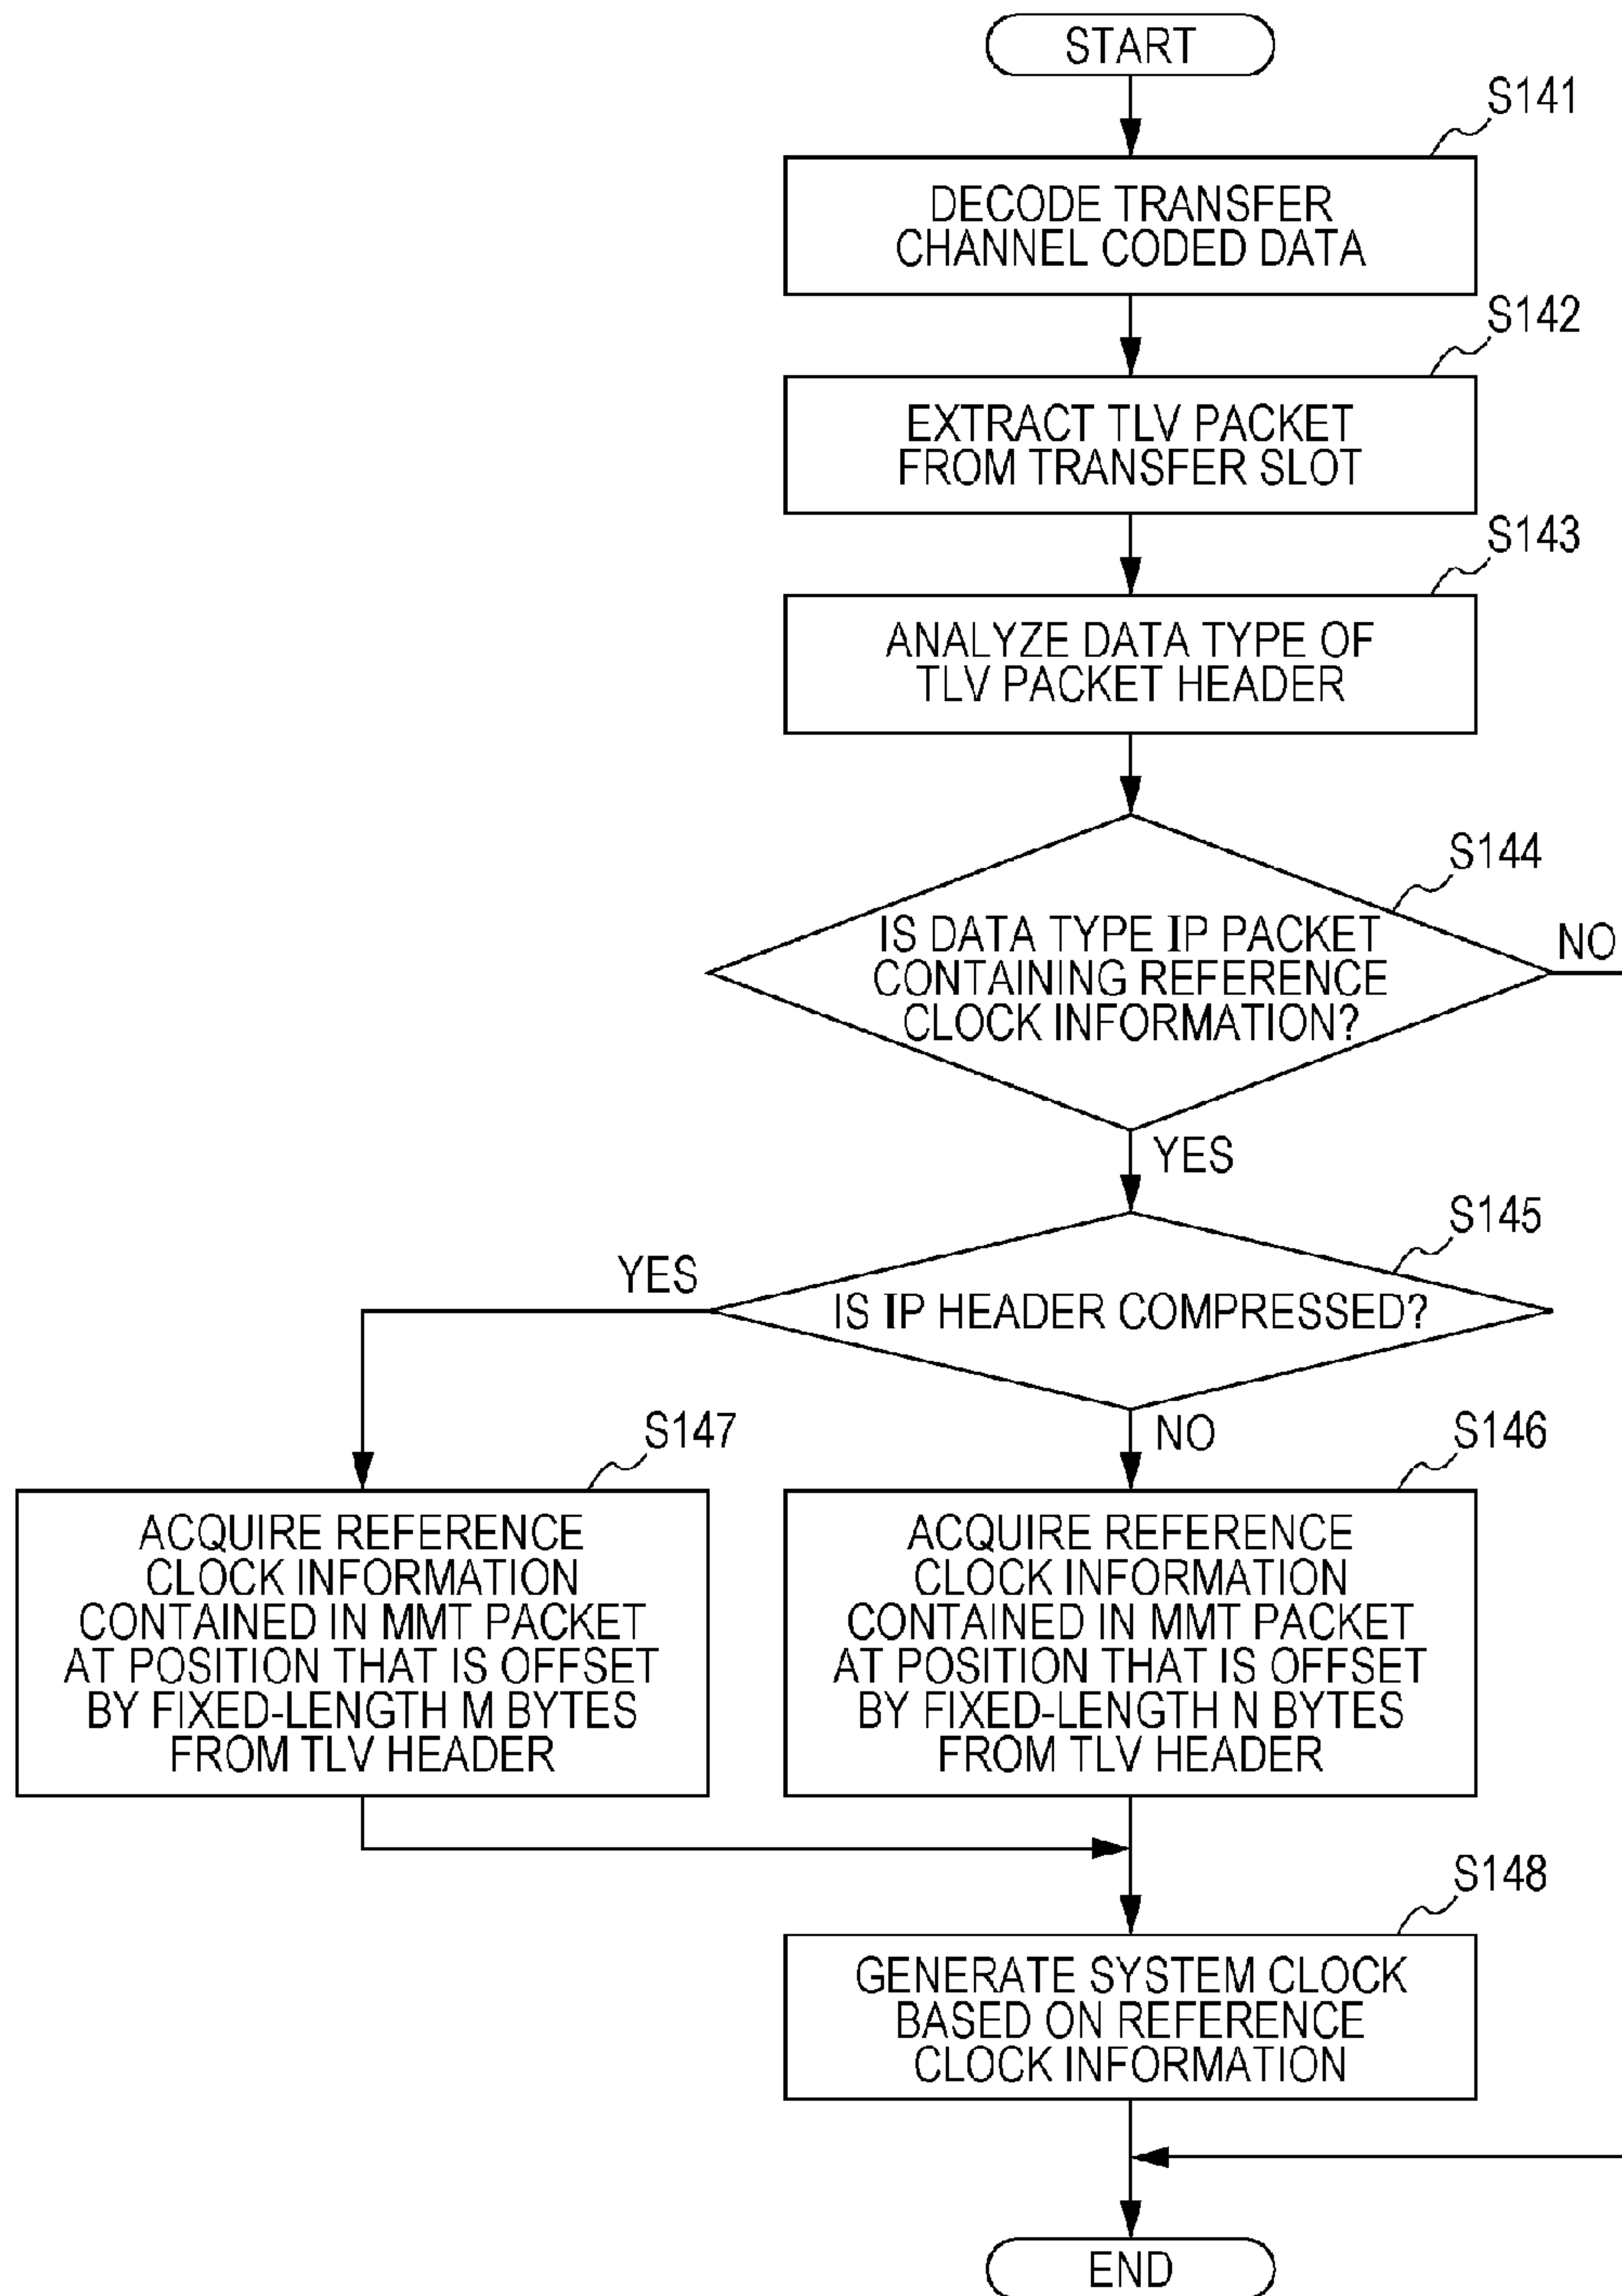 START
S141
DECODE TRANSFER
CHANNEL CODED DATA
S142
EXTRACT TLV PACKET
FROM TRANSFER SLOT
S143
ANALYZE DATA TYPE OF
TLV PACKET HEADER
S144
IS DATA TYPE IP PACKET
CONTAINING REFERENCE
CLOCK INFORMATION?
NO
YES
S145
YES
IS IP HEADER COMPRESSED?
NO
S147
ACQUIRE REFERENCE
CLOCK INFORMATION
CONTAINED IN MMT PACKET
AT POSITION THAT IS OFFSET
BY FIXED-LENGTH M BYTES
FROM TLV HEADER
S146
ACQUIRE REFERENCE
CLOCK INFORMATION
CONTAINED IN MMT PACKET
AT POSITION THAT IS OFFSET
BY FIXED-LENGTH N BYTES
FROM TLV HEADER
S148
GENERATE SYSTEM CLOCK
BASED ON REFERENCE
CLOCK INFORMATION
END